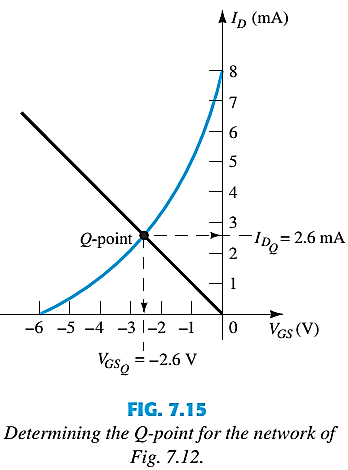 I_D (mA)
8
7
6
5
4
3
Q-point
I_DQ = 2.6 mA
2
1
-6 -5 -4 -3 -2 -1 0 V_GS (V)
V_GSQ = -2.6 V
FIG. 7.15
Determining the Q-point for the network of
Fig. 7.12.